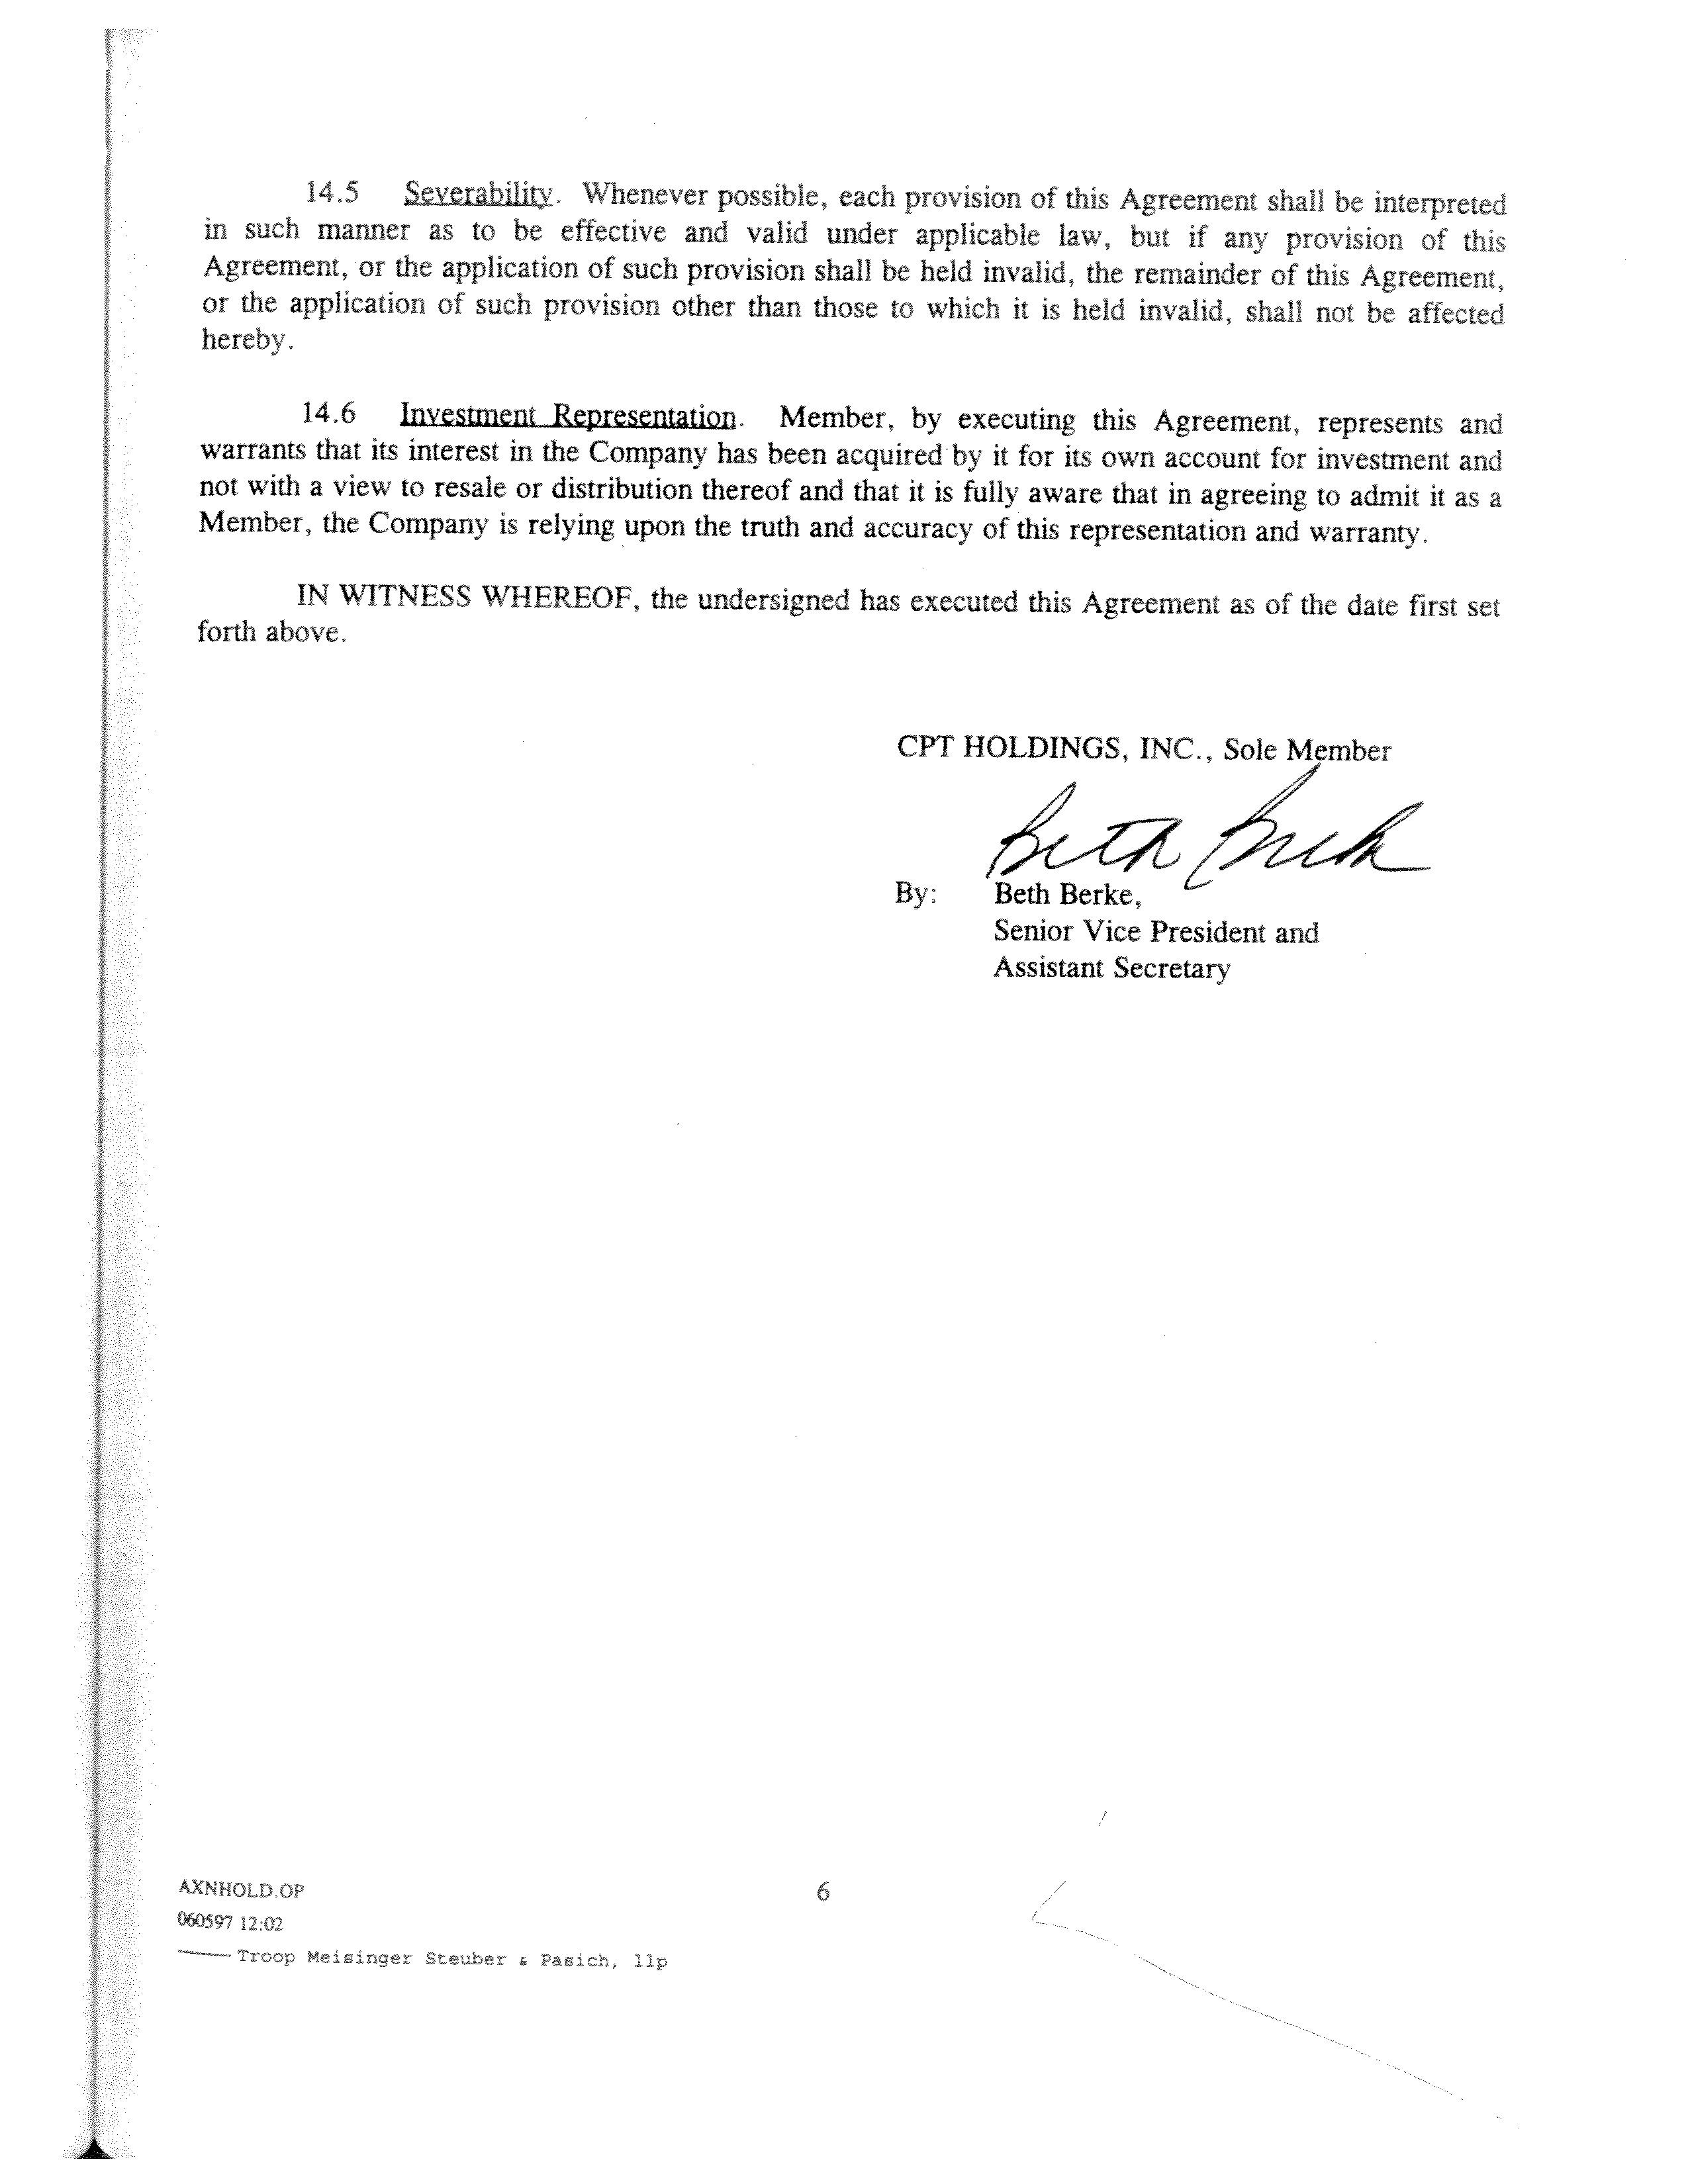 14.5 Severability. Whenever possible, each provision of this Agreement shall be interpreted
in such manner as to be effective and valid under applicable law, but if any provision of this
Agreement, or the application of such provision shall be held invalid, the remainder of this Agreement,
or the application of such provision other than those to which it is held invalid, shall not be affected
hereby.
14.6 Investment Representation. Member, by executing this Agreement, represents and
warrants that its interest in the Company has been acquired by it for its own account for investment and
not with a view to resale or distribution thereof and that it is fully aware that in agreeing to admit it as a
Member, the Company is relying upon the truth and accuracy of this representation and warranty.
IN WITNESS WHEREOF, the undersigned has executed this Agreement as of the date first set
forth above.
CPT HOLDINGS, INC., Sole Member
Beth Berke
By: Beth Berke,
Senior Vice President and
Assistant Secretary
AXNHOLD.OP
060597 12:02
Troop Meisinger Steuber & Pasich, llp
6